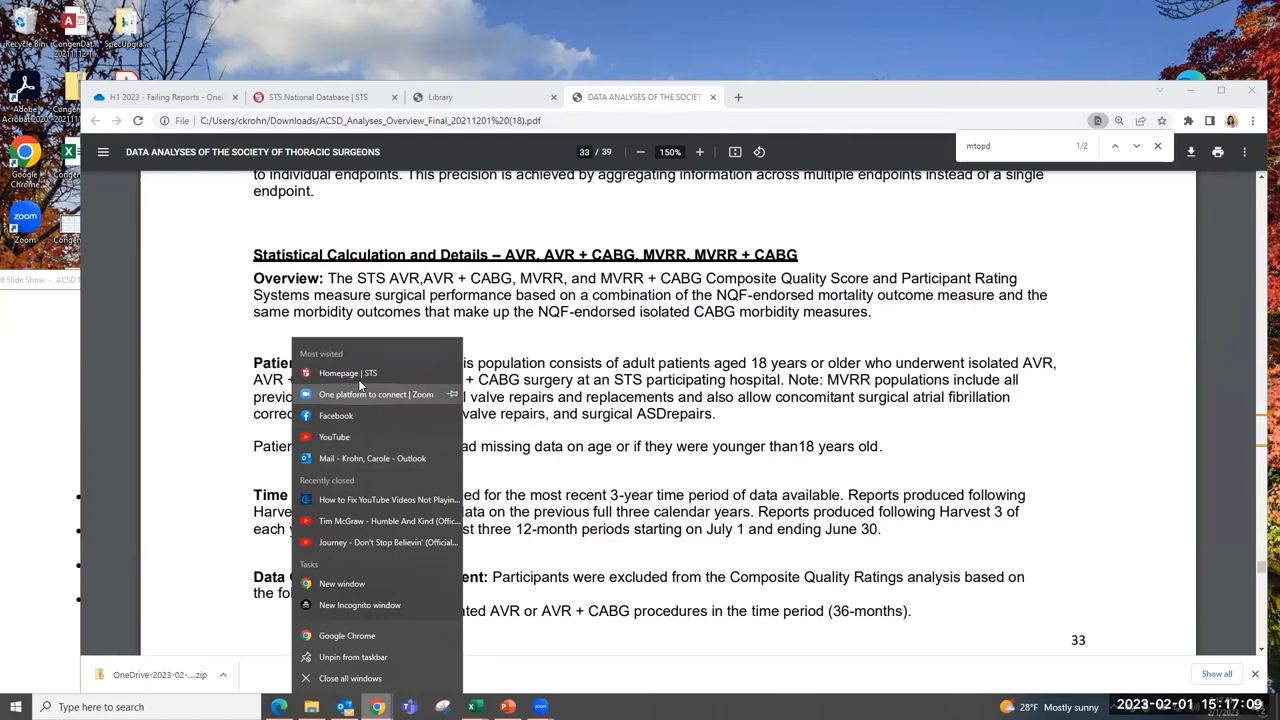 Recycle Bin
CongenDat...
20211112_1...
SpecUpgra...
Adobe
Acrobat
Congen
Google
Chrome
Zoom
Congen
nt Slide Show - ACSD
H1 2023 - Failing Reports - OneD
STS National Database | STS
Library
DATA ANALYSES OF THE SOCIET
File
C:/Users/ckrohn/Downloads/ACSD_Analyses_Overview_Final_20211201%20(18).pdf
DATA ANALYSES OF THE SOCIETY OF THORACIC SURGEONS
33 / 39
150%
mtopd
1/2
to individual endpoints. This precision is achieved by aggregating information across multiple endpoints instead of a single
endpoint.
Statistical Calculation and Details – AVR, AVR + CABG, MVRR, MVRR + CABG
Overview: The STS AVR,AVR + CABG, MVRR, and MVRR + CABG Composite Quality Score and Participant Rating
Systems measure surgical performance based on a combination of the NQF-endorsed mortality outcome measure and the
same morbidity outcomes that make up the NQF-endorsed isolated CABG morbidity measures.
Patie
is population consists of adult patients aged 18 years or older who underwent isolated AVR,
AVR +
+ CABG surgery at an STS participating hospital. Note: MVRR populations include all
previo
l valve repairs and replacements and also allow concomitant surgical atrial fibrillation
correc
valve repairs, and surgical ASDrepairs.
Patien
ad missing data on age or if they were younger than18 years old.
Time
ed for the most recent 3-year time period of data available. Reports produced following
Harve
data on the previous full three calendar years. Reports produced following Harvest 3 of
each y
st three 12-month periods starting on July 1 and ending June 30.
Data C
ent: Participants were excluded from the Composite Quality Ratings analysis based on
the fo
ated AVR or AVR + CABG procedures in the time period (36-months).
33
Most visited
Homepage | STS
One platform to connect | Zoom
Facebook
YouTube
Mail - Krohn, Carole - Outlook
Recently closed
How to Fix YouTube Videos Not Playin...
Tim McGraw - Humble And Kind (Offic...
Journey - Don't Stop Believin' (Official...
Tasks
New window
New Incognito window
Google Chrome
Unpin from taskbar
Close all windows
OneDrive-2023-02-....zip
Show all
Type here to search
28°F Mostly sunny
2023-02-01 15:17:09